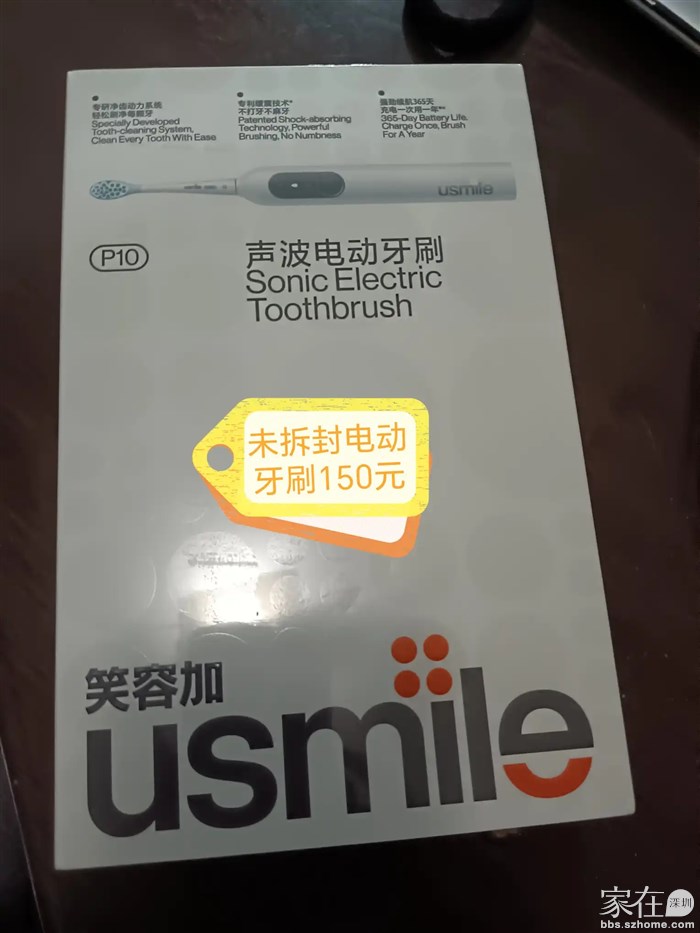 专研净齿动力系统
轻松刷净每颗牙
Specially Developed
Tooth-cleaning System,
Clean Every Tooth With Ease
专利缓震技术*
不打牙不麻牙
Patented Shock-absorbing
Technology, Powerful
Brushing, No Numbness
强劲续航365天
充电一次用一年**
365-Day Battery Life.
Charge Once, Brush
For A Year
usmile
P10
声波电动牙刷
Sonic Electric
Toothbrush
未拆封电动
牙刷150元
笑容加
usmile
家在深圳
bbs.szhome.com